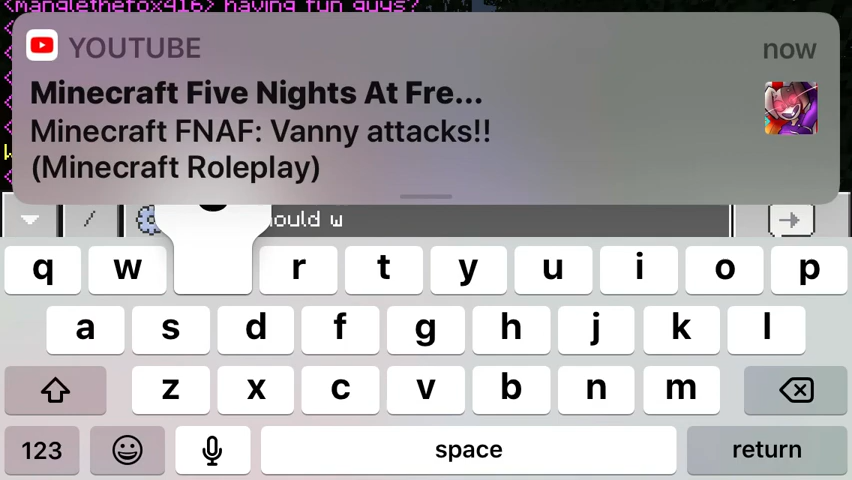 <manglethefox416> having fun guys?
YOUTUBE
now
Minecraft Five Nights At Fre...
Minecraft FNAF: Vanny attacks!!
(Minecraft Roleplay)
/
ould w
q w r t y u i o p
a s d f g h j k l
z x c v b n m
123
space
return